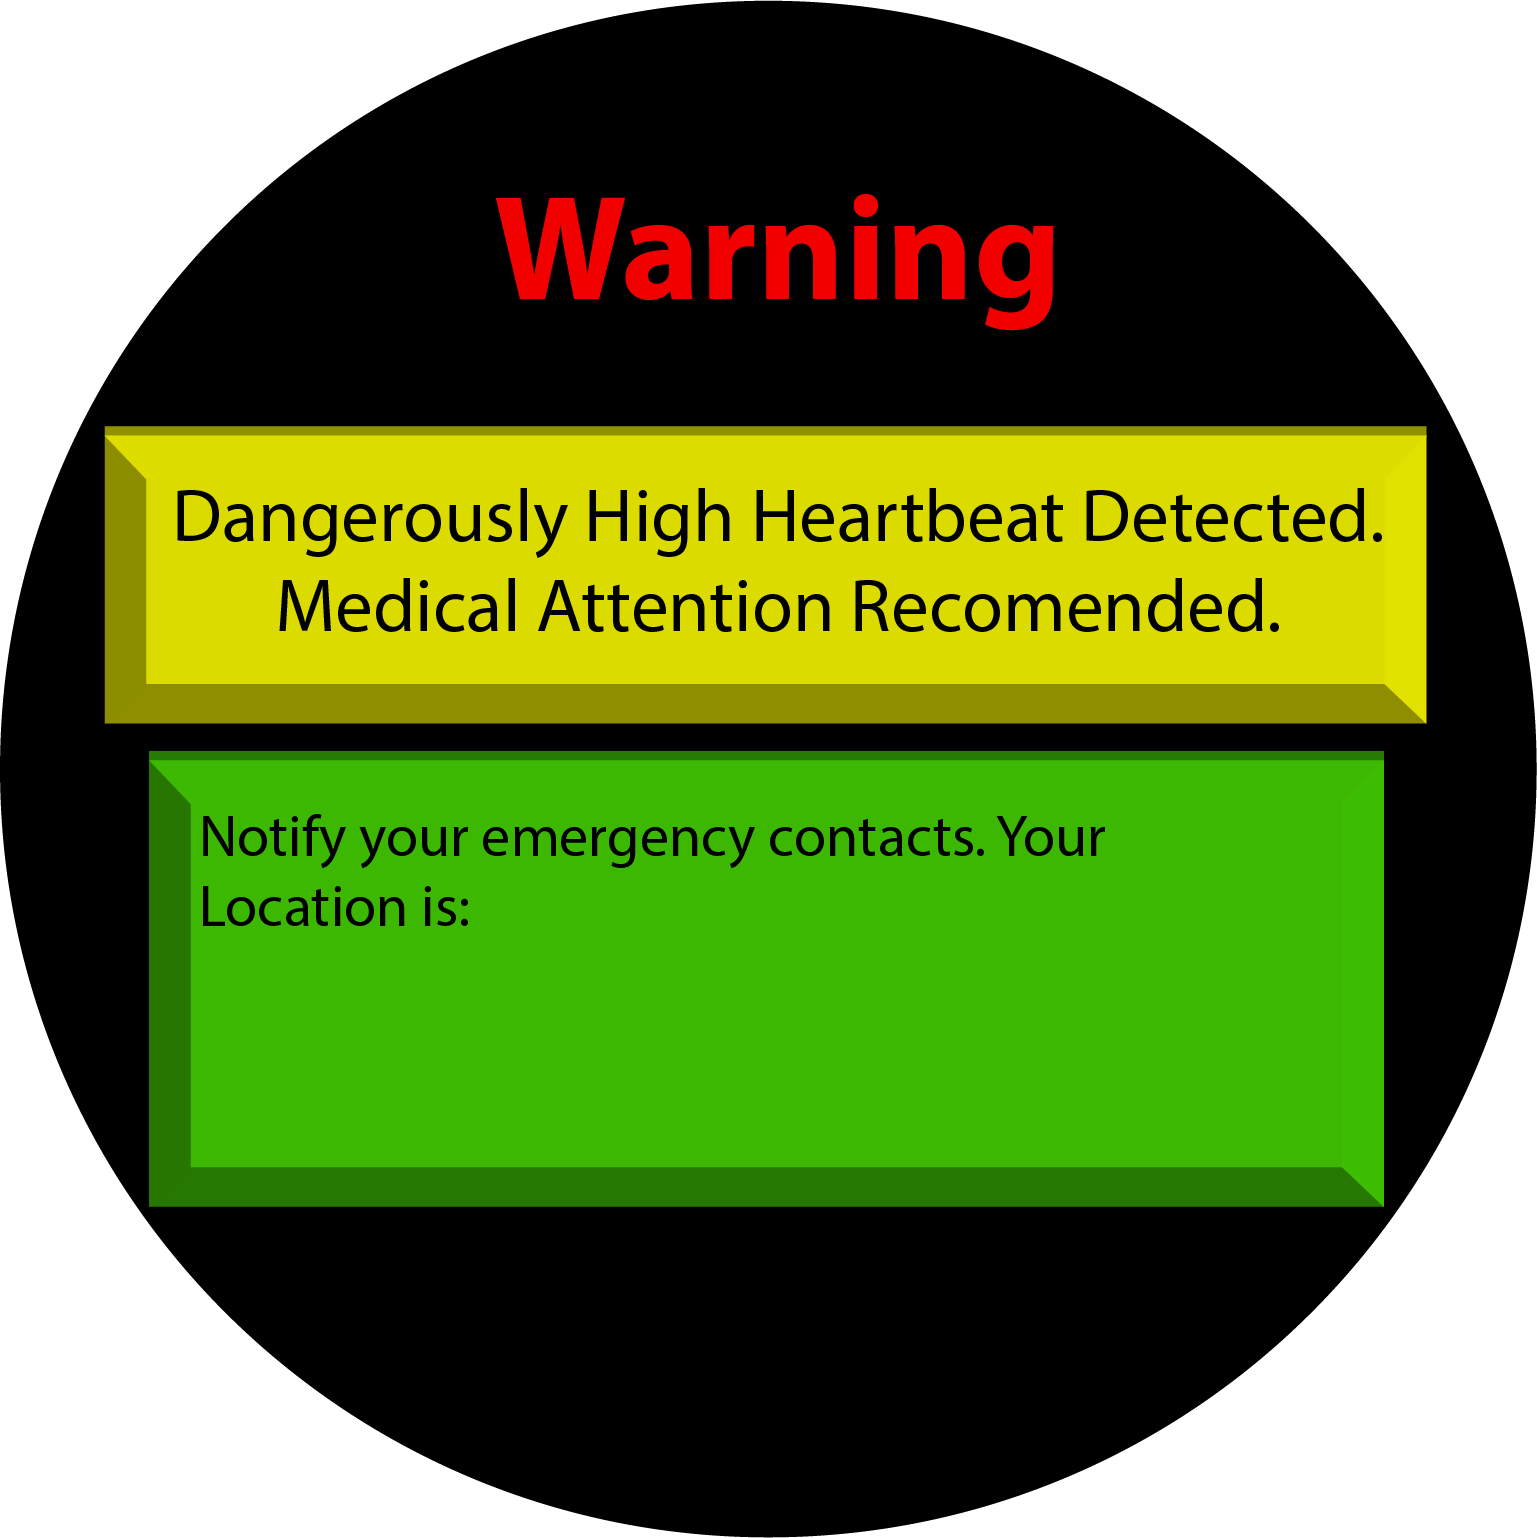 Warning
Dangerously High Heartbeat Detected.
Medical Attention Recomended.
Notify your emergency contacts. Your
Location is: